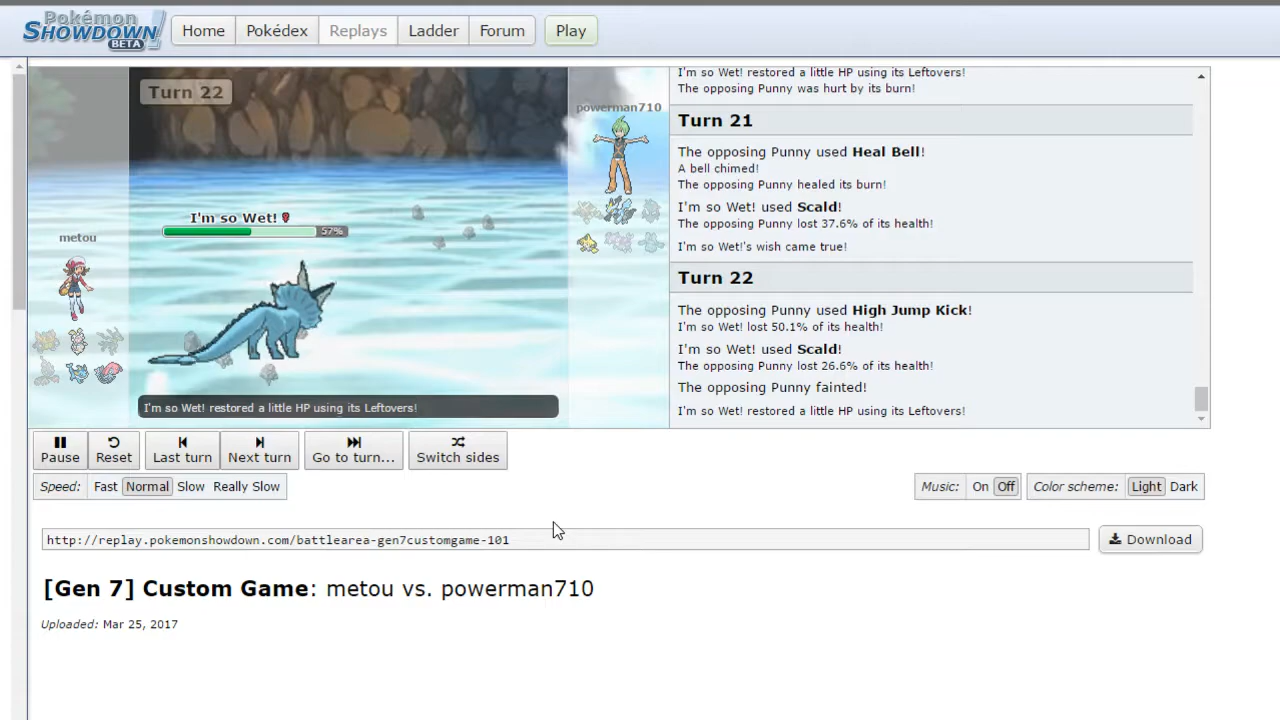 Pokémon
SHOWDOWN!
BETA
Home
Pokédex
Replays
Ladder
Forum
Play
Turn 22
metou
powerman710
I'm so Wet!
57%
I'm so Wet! restored a little HP using its Leftovers!
I'm so Wet! restored a little HP using its Leftovers!
The opposing Punny was hurt by its burn!
Turn 21
The opposing Punny used Heal Bell!
A bell chimed!
The opposing Punny healed its burn!
I'm so Wet! used Scald!
The opposing Punny lost 37.6% of its health!
I'm so Wet!'s wish came true!
Turn 22
The opposing Punny used High Jump Kick!
I'm so Wet! lost 50.1% of its health!
I'm so Wet! used Scald!
The opposing Punny lost 26.6% of its health!
The opposing Punny fainted!
I'm so Wet! restored a little HP using its Leftovers!
Pause
Reset
Last turn
Next turn
Go to turn...
Switch sides
Speed: Fast Normal Slow Really Slow
Music: On Off
Color scheme: Light Dark
http://replay.pokemonshowdown.com/battlearea-gen7customgame-101
Download
[Gen 7] Custom Game: metou vs. powerman710
Uploaded: Mar 25, 2017